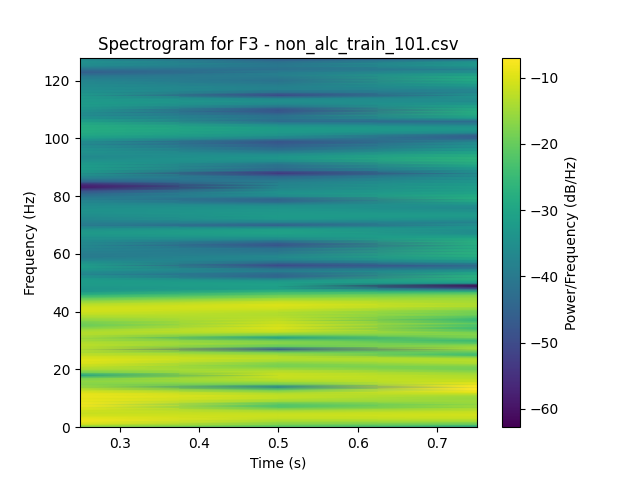 Spectrogram for F3 - non_alc_train_101.csv
120
100
80
60
40
20
0
Frequency (Hz)
0.3 0.4 0.5 0.6 0.7
Time (s)
−10
−20
−30
−40
−50
−60
Power/Frequency (dB/Hz)